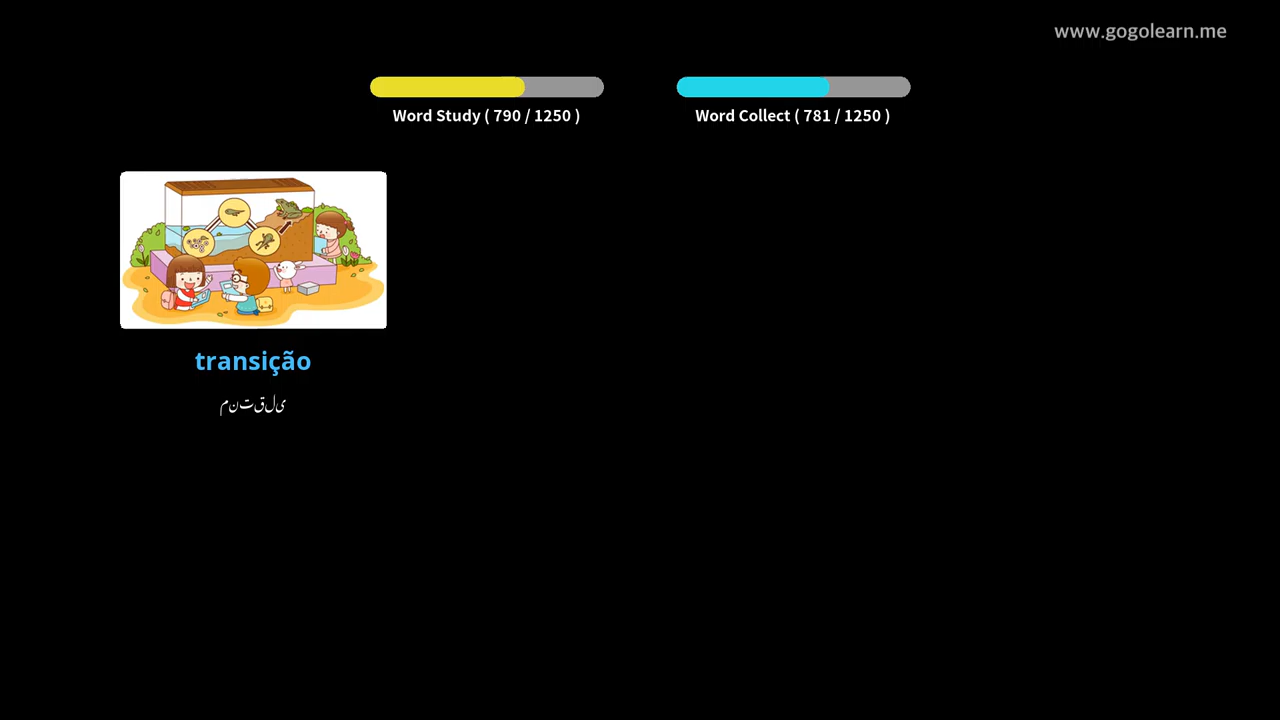 www.gogolearn.me
Word Study ( 790 / 1250 )
Word Collect ( 781 / 1250 )
transição
منتقلی